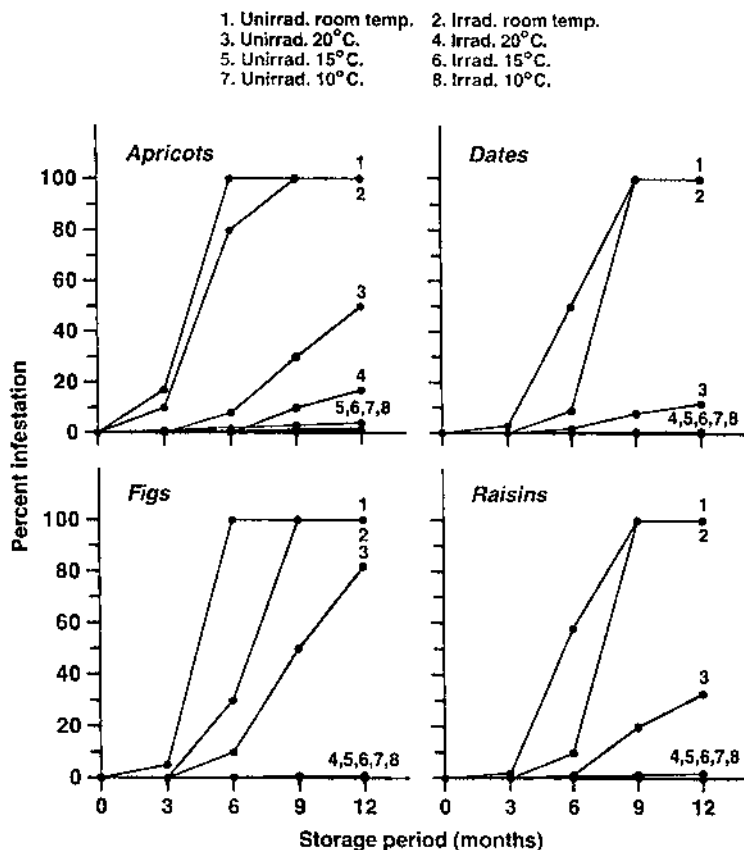 1. Unirrad. room temp. 2. Irrad. room temp.
3. Unirrad. 20°C. 4. Irrad. 20°C.
5. Unirrad. 15°C. 6. Irrad. 15°C.
7. Unirrad. 10°C. 8. Irrad. 10°C.
Percent infestation
Apricots
100
80
60
40
20
0
1
2
3
4
5,6,7,8
Dates
1
2
3
4,5,6,7,8
Figs
100
80
60
40
20
0
1
2
3
4,5,6,7,8
0 3 6 9 12
Raisins
1
2
3
4,5,6,7,8
0 3 6 9 12
Storage period (months)